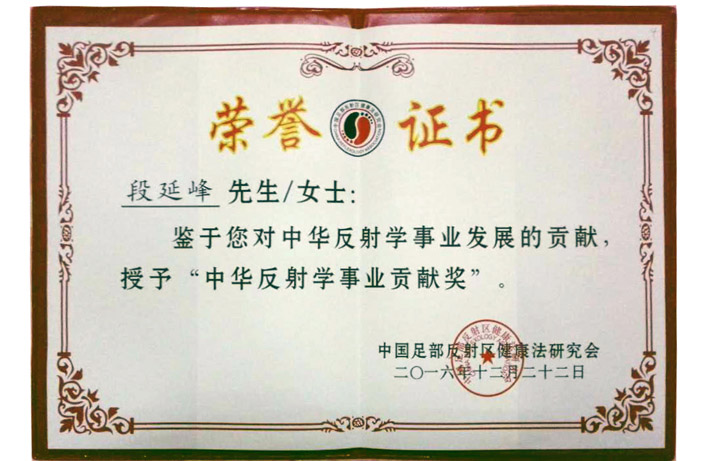 荣誉证书
段延峰 先生/女士:
鉴于您对中华反射学事业发展的贡献,
授予“中华反射学事业贡献奖”。
中国足部反射区健康法研究会
二〇一六年十二月二十二日